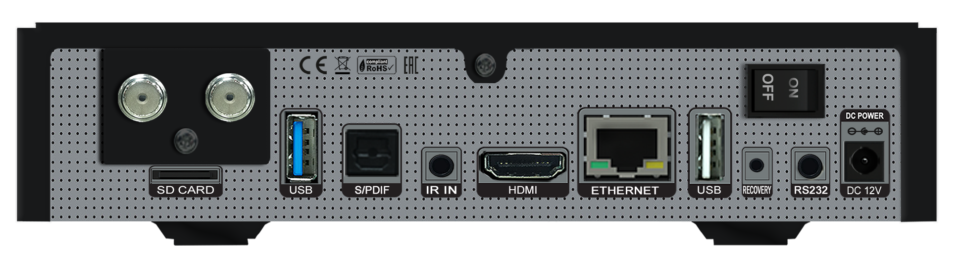 CE
compliant
RoHS
EAC
ON
OFF
DC POWER
SD CARD
USB
S/PDIF
IR IN
HDMI
ETHERNET
USB
RECOVERY
RS232
DC 12V